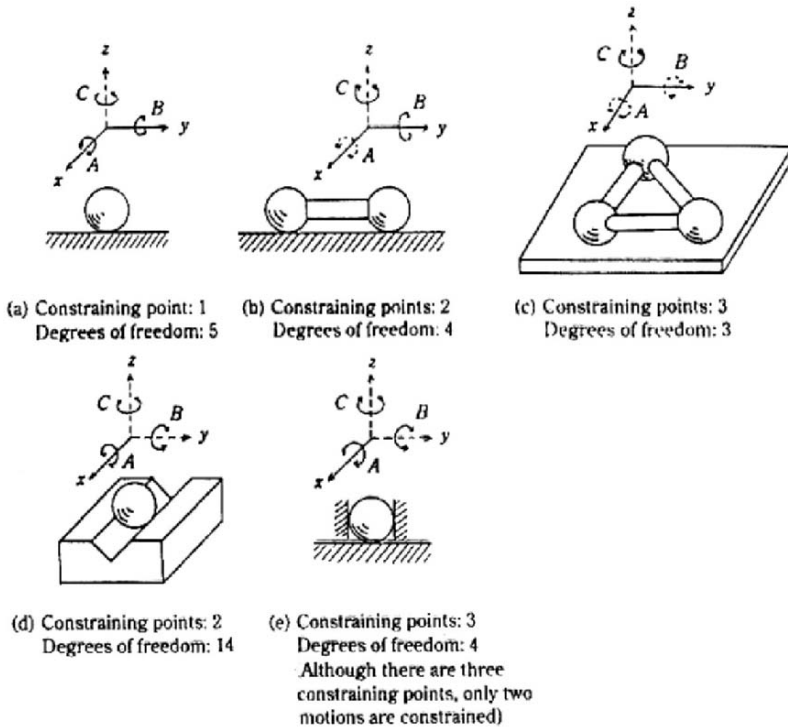 z
C
B
y
A
x
(a) Constraining point: 1
Degrees of freedom: 5
z
C
B
y
A
x
(b) Constraining points: 2
Degrees of freedom: 4
z
C
B
y
A
x
(c) Constraining points: 3
Degrees of freedom: 3
z
C
B
y
A
x
(d) Constraining points: 2
Degrees of freedom: 14
z
C
B
y
A
x
(e) Constraining points: 3
Degrees of freedom: 4
Although there are three
constraining points, only two
motions are constrained)